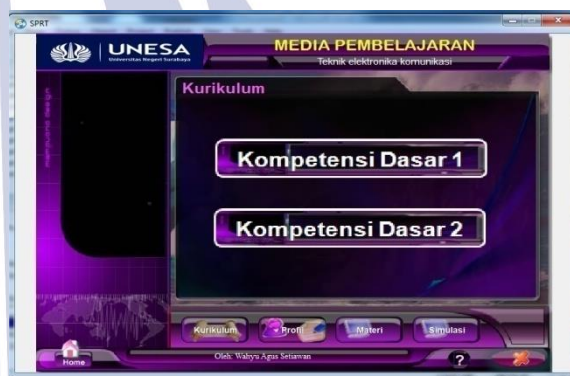 SPRT
UNESA
Universitas Negeri Surabaya
MEDIA PEMBELAJARAN
Teknik elektronika komunikasi
Kurikulum
Kompetensi Dasar 1
Kompetensi Dasar 2
Kurikulum
Profil
Materi
Simulasi
Home
Oleh: Wahyu Agus Setiawan
?